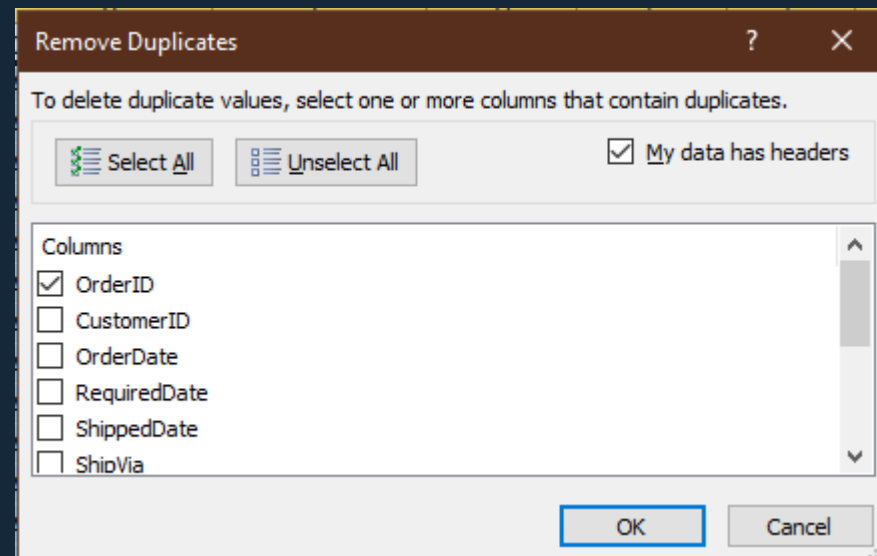 Remove Duplicates ?
To delete duplicate values, select one or more columns that contain duplicates.
Select All Unselect All My data has headers
Columns
OrderID
CustomerID
OrderDate
RequiredDate
ShippedDate
ShipVia
OK Cancel